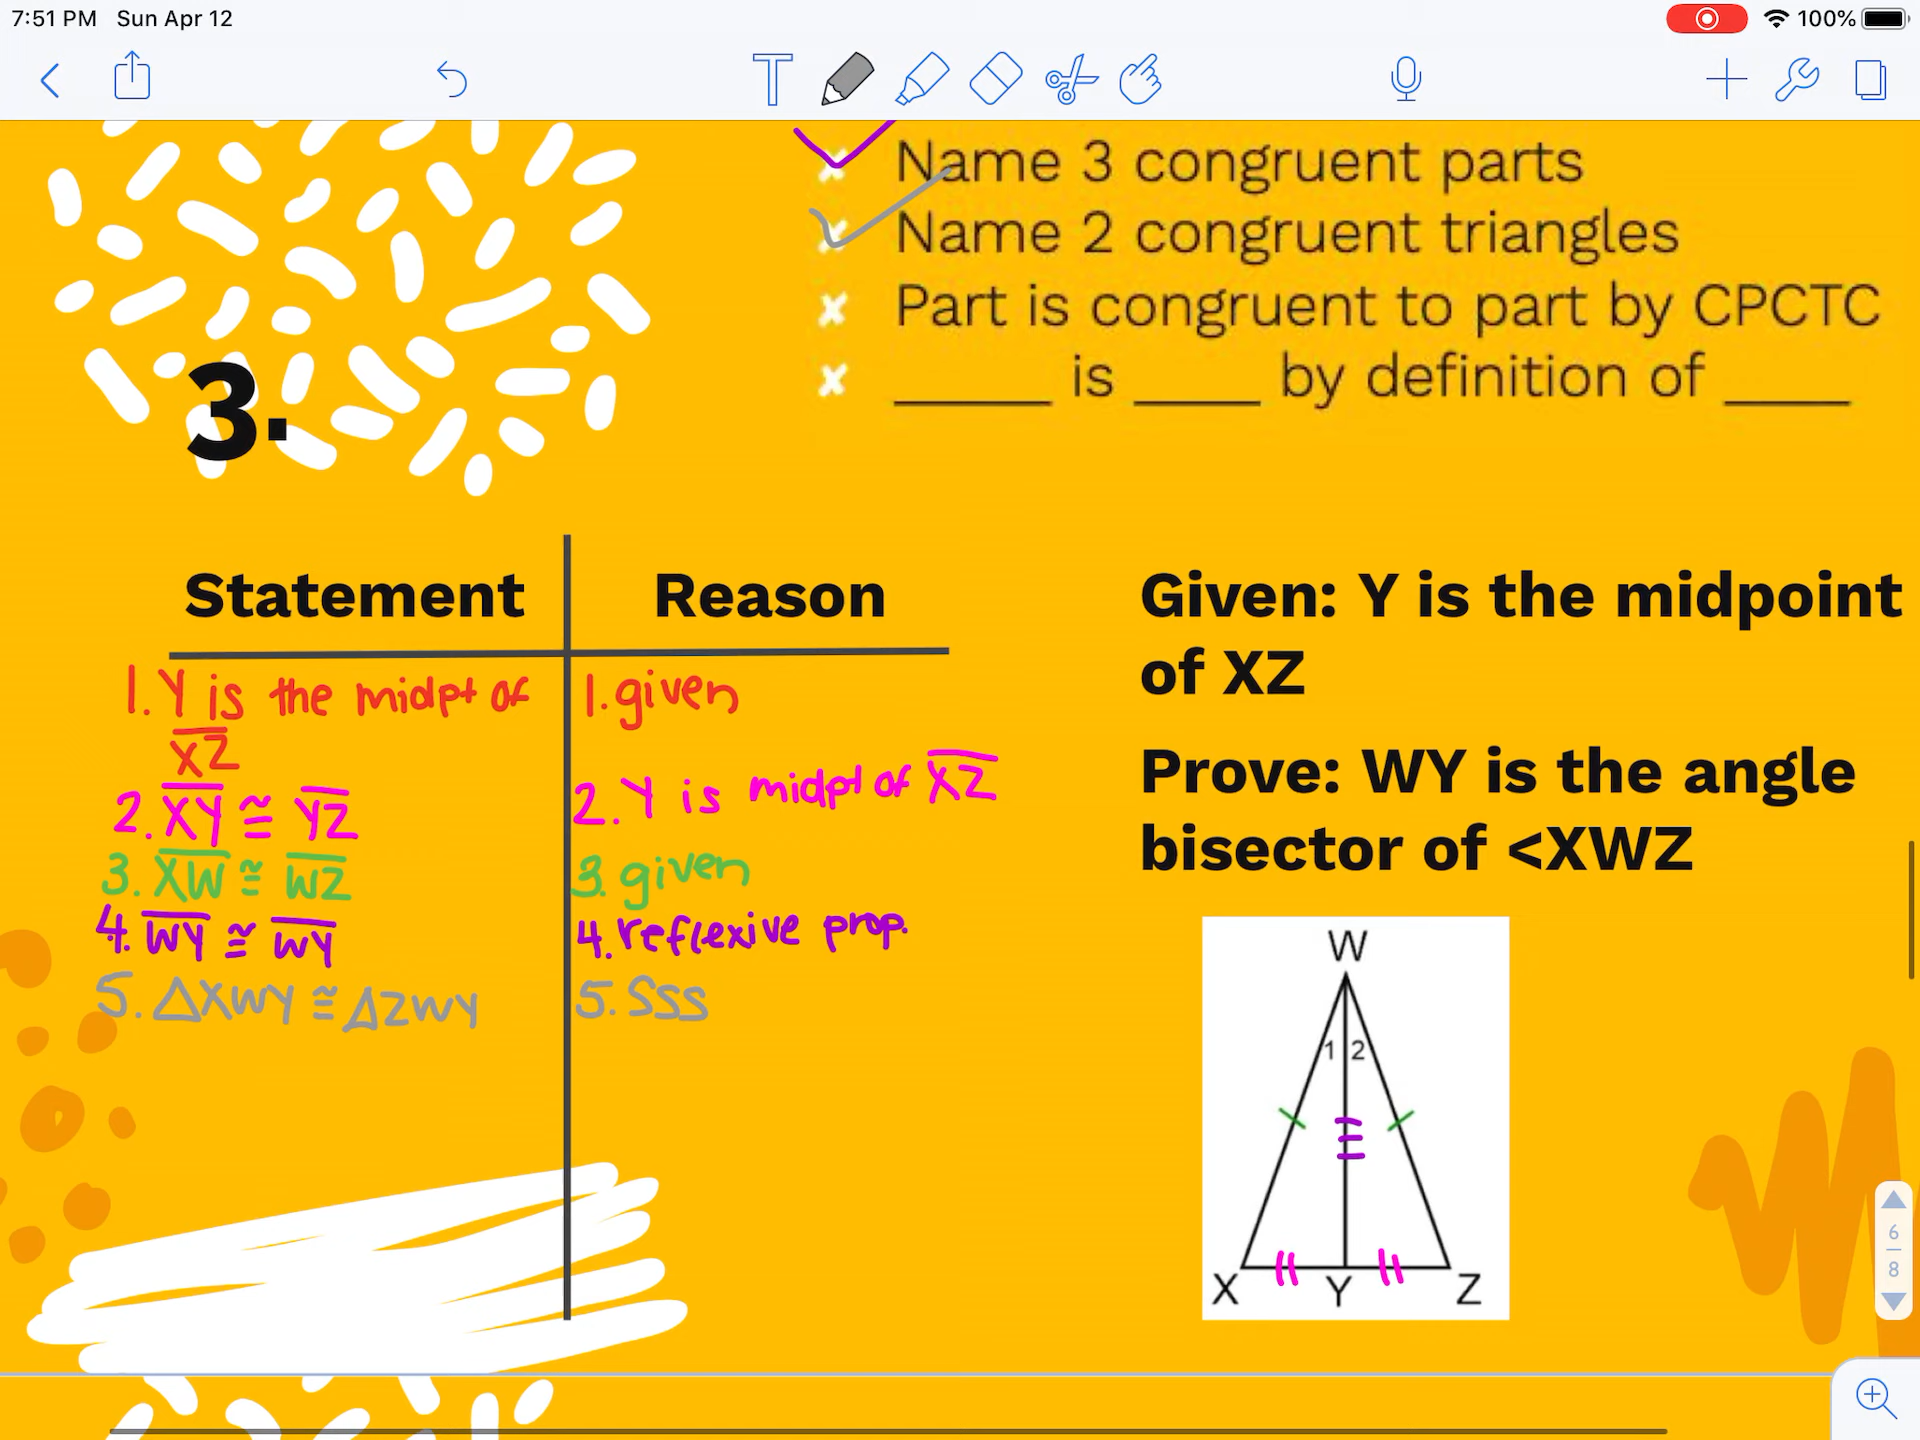 7:51 PM Sun Apr 12
100%
Name 3 congruent parts
Name 2 congruent triangles
Part is congruent to part by CPCTC
_____ is ____ by definition of ____
3.
Statement
Reason
1. Y is the midpt of
XZ
1. given
2. XY ≅ YZ
2. Y is midpt of XZ
3. XW ≅ WZ
3. given
4. WY ≅ WY
4. reflexive prop.
5. ΔXWY ≅ ΔZWY
5. SSS
Given: Y is the midpoint
of XZ
Prove: WY is the angle
bisector of <XWZ
W
1 2
X Y Z
6
8